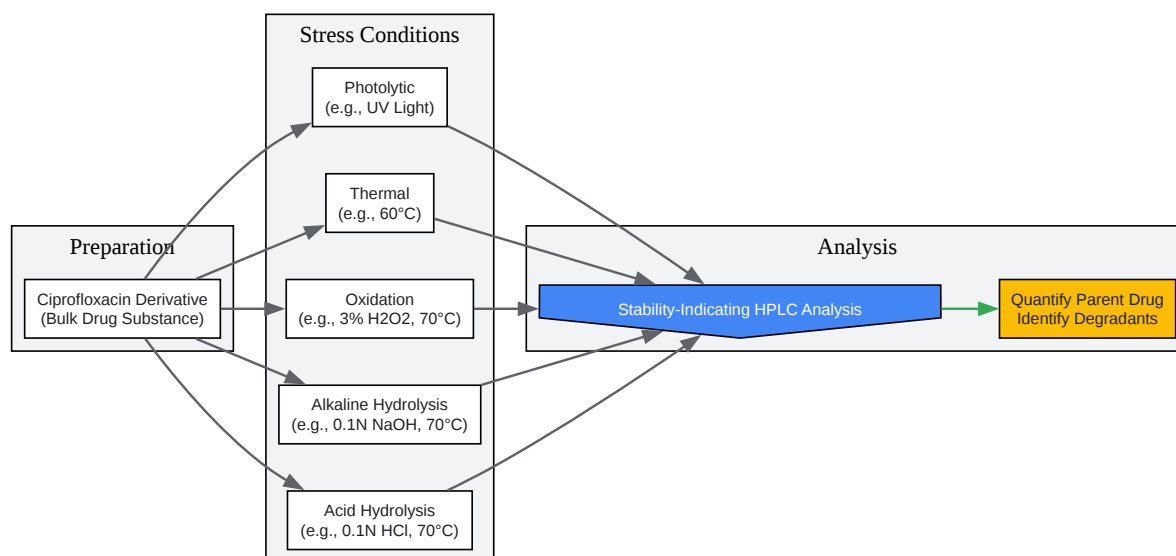 Stress Conditions
Photolytic
(e.g., UV Light)
Thermal
(e.g., 60°C)
Preparation
Analysis
Ciprofloxacin Derivative
(Bulk Drug Substance)
Oxidation
(e.g., 3% H2O2, 70°C)
Stability-Indicating HPLC Analysis
Quantify Parent Drug
Identify Degradants
Alkaline Hydrolysis
(e.g., 0.1N NaOH, 70°C)
Acid Hydrolysis
(e.g., 0.1N HCl, 70°C)